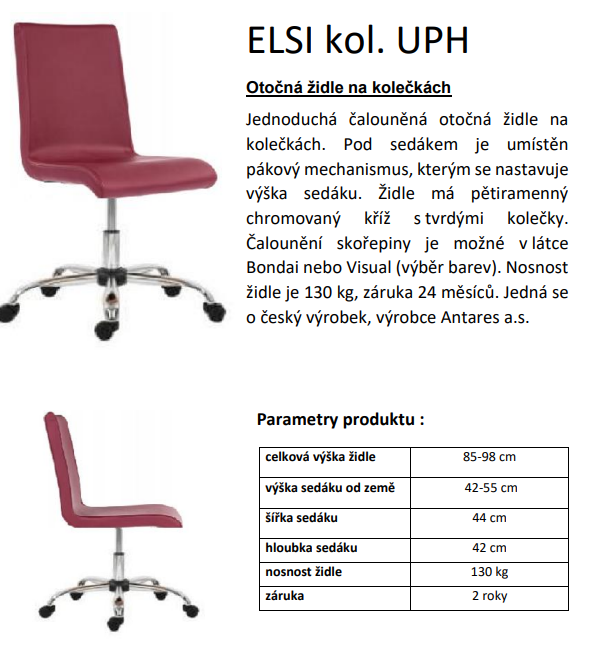 ELSI kol. UPH
Otočná židle na kolečkách
Jednoduchá čalouněná otočná židle na
kolečkách. Pod sedákem je umístěn
pákový mechanismus, kterým se nastavuje
výška sedáku. Židle má pětiramenný
chromovaný kříž s tvrdými kolečky.
Čalounění skořepiny je možné v látce
Bondai nebo Visual (výběr barev). Nosnost
židle je 130 kg, záruka 24 měsíců. Jedná se
o český výrobek, výrobce Antares a.s.
Parametry produktu :
celková výška židle 85-98 cm
výška sedáku od země 42-55 cm
šířka sedáku 44 cm
hloubka sedáku 42 cm
nosnost židle 130 kg
záruka 2 roky